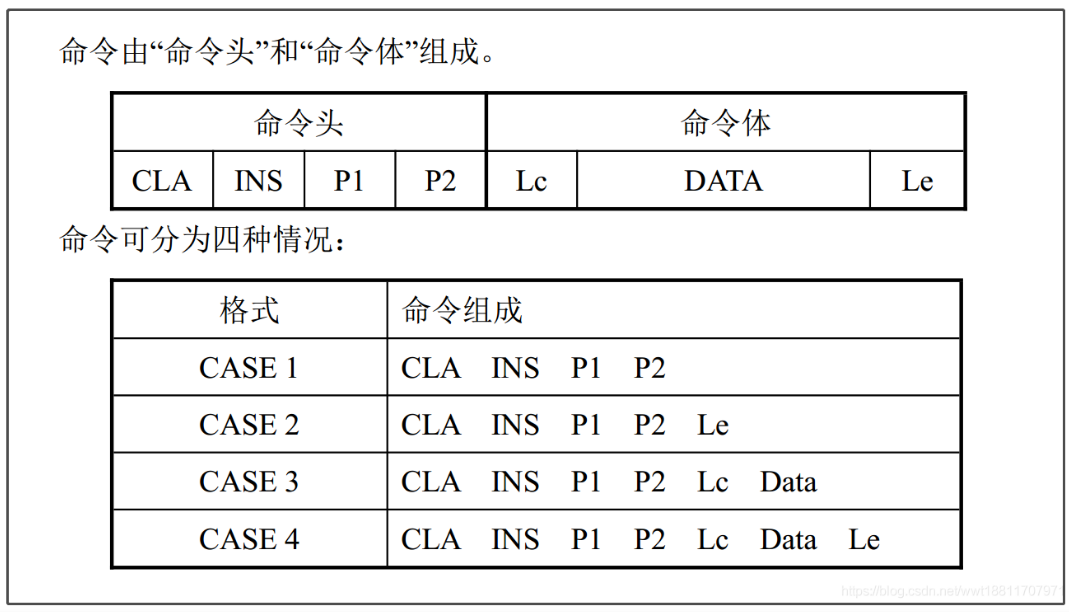 命令由“命令头”和“命令体”组成。
命令头 命令体
CLA INS P1 P2 Lc DATA Le
命令可分为四种情况：
格式 命令组成
CASE 1 CLA INS P1 P2
CASE 2 CLA INS P1 P2 Le
CASE 3 CLA INS P1 P2 Lc Data
CASE 4 CLA INS P1 P2 Lc Data Le
https://blog.csdn.net/wwt18811707971